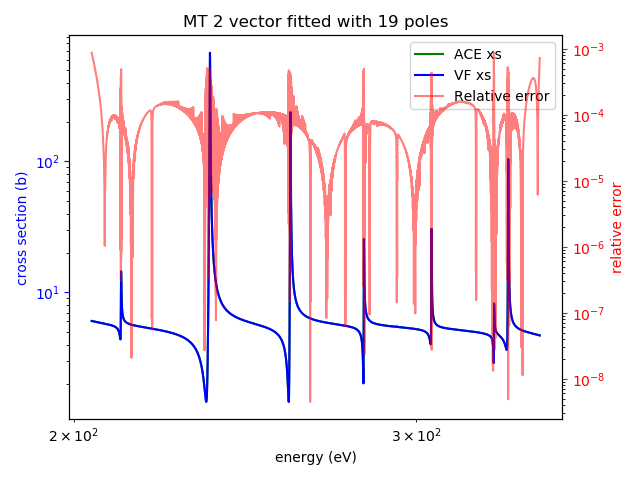 MT 2 vector fitted with 19 poles
ACE xs
VF xs
Relative error
cross section (b)
10²
10¹
relative error
10⁻³
10⁻⁴
10⁻⁵
10⁻⁶
10⁻⁷
10⁻⁸
2 × 10²
3 × 10²
energy (eV)